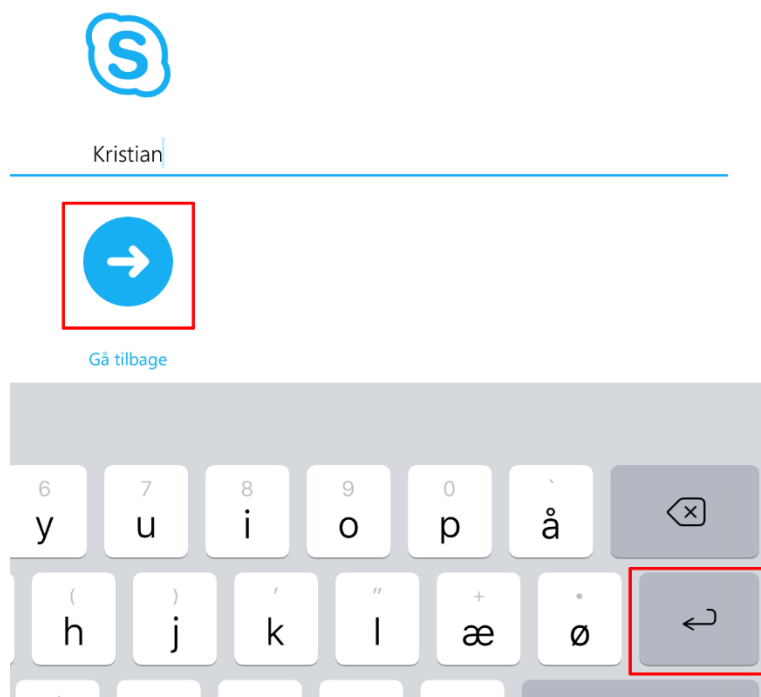 S
Kristian
Gå tilbage
6 7 8 9 0 `
y u i o p å
( ) ′ ″ + •
h j k l æ ø